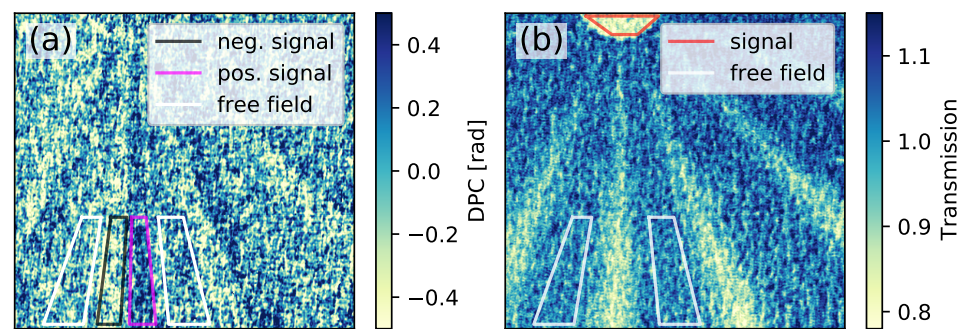 (a)
neg. signal
pos. signal
free field
0.4
0.2
0.0
−0.2
−0.4
DPC [rad]
(b)
signal
free field
1.1
1.0
0.9
0.8
Transmission